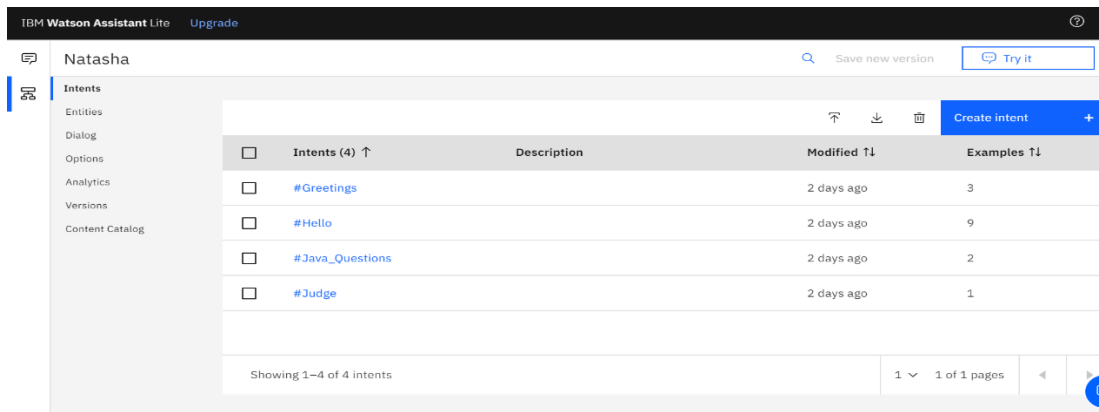 IBM Watson Assistant Lite Upgrade
Natasha Save new version Try it
Intents
Entities
Dialog
Options
Analytics
Versions
Content Catalog
Create intent +
Intents (4) ↑ Description Modified ↑↓ Examples ↑↓
#Greetings 2 days ago 3
#Hello 2 days ago 9
#Java_Questions 2 days ago 2
#Judge 2 days ago 1
Showing 1–4 of 4 intents 1 1 of 1 pages